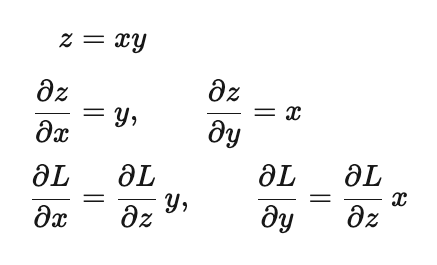 z = xy
∂z/∂x = y, ∂z/∂y = x
∂L/∂x = ∂L/∂z y, ∂L/∂y = ∂L/∂z x